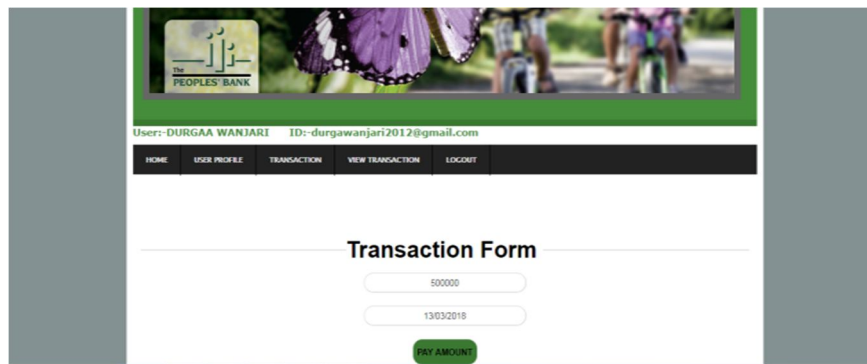 The
PEOPLES' BANK
User:-DURGAA WANJARI ID:-durgawanjari2012@gmail.com
HOME USER PROFILE TRANSACTION VIEW TRANSACTION LOGOUT
Transaction Form
500000
13/03/2018
PAY AMOUNT